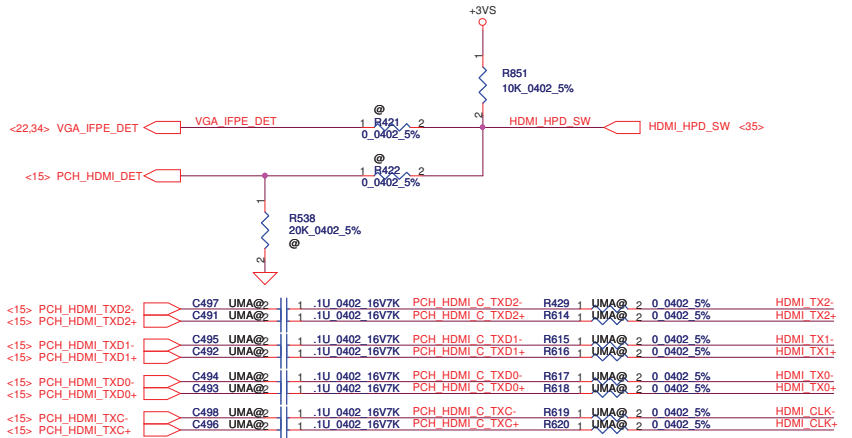 +3VS
1
R851
10K_0402_5%
2
@
<22,34> VGA_IFPE_DET VGA_IFPE_DET 1 R421 2 HDMI_HPD_SW HDMI_HPD_SW <35>
0_0402_5%
@
<15> PCH_HDMI_DET 1 R422 2
0_0402_5%
1
R538
20K_0402_5%
@
2
<15> PCH_HDMI_TXD2- C497 UMA@ 2 1 .1U_0402_16V7K PCH_HDMI_C_TXD2- R429 1 UMA@ 2 0_0402_5% HDMI_TX2-
<15> PCH_HDMI_TXD2+ C491 UMA@ 2 1 .1U_0402_16V7K PCH_HDMI_C_TXD2+ R614 1 UMA@ 2 0_0402_5% HDMI_TX2+
<15> PCH_HDMI_TXD1- C495 UMA@ 2 1 .1U_0402_16V7K PCH_HDMI_C_TXD1- R615 1 UMA@ 2 0_0402_5% HDMI_TX1-
<15> PCH_HDMI_TXD1+ C492 UMA@ 2 1 .1U_0402_16V7K PCH_HDMI_C_TXD1+ R616 1 UMA@ 2 0_0402_5% HDMI_TX1+
<15> PCH_HDMI_TXD0- C494 UMA@ 2 1 .1U_0402_16V7K PCH_HDMI_C_TXD0- R617 1 UMA@ 2 0_0402_5% HDMI_TX0-
<15> PCH_HDMI_TXD0+ C493 UMA@ 2 1 .1U_0402_16V7K PCH_HDMI_C_TXD0+ R618 1 UMA@ 2 0_0402_5% HDMI_TX0+
<15> PCH_HDMI_TXC- C498 UMA@ 2 1 .1U_0402_16V7K PCH_HDMI_C_TXC- R619 1 UMA@ 2 0_0402_5% HDMI_CLK-
<15> PCH_HDMI_TXC+ C496 UMA@ 2 1 .1U_0402_16V7K PCH_HDMI_C_TXC+ R620 1 UMA@ 2 0_0402_5% HDMI_CLK+